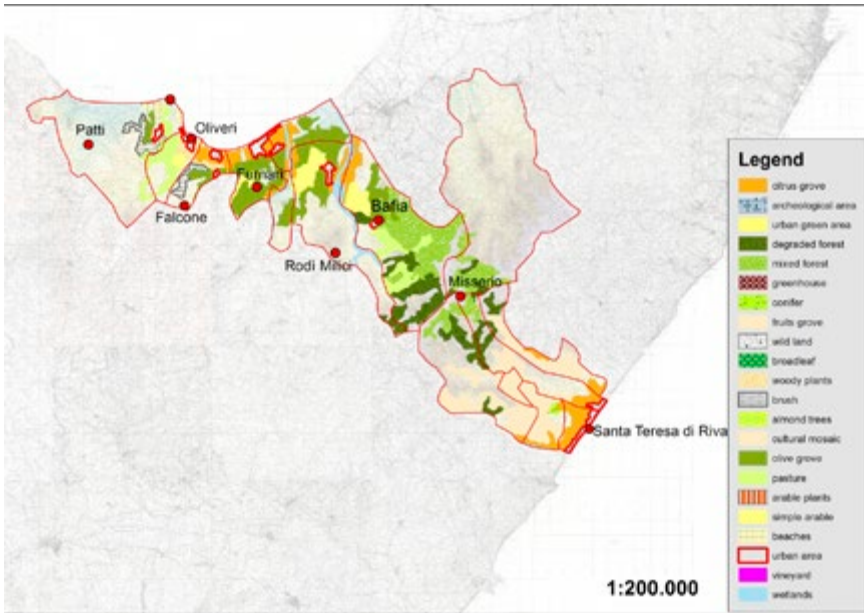 Patti
Oliveri
Furnari
Falcone
Bafia
Rodi Milici
Misserio
Santa Teresa di Riva
Legend
citrus grove
archeological area
urban green area
degraded forest
mixed forest
greenhouse
conifer
fruits grove
wild land
broadleaf
woody plants
brush
almond trees
cultural mosaic
olive grove
pasture
arable plants
simple arable
beaches
urban area
vineyard
wetlands
1:200.000